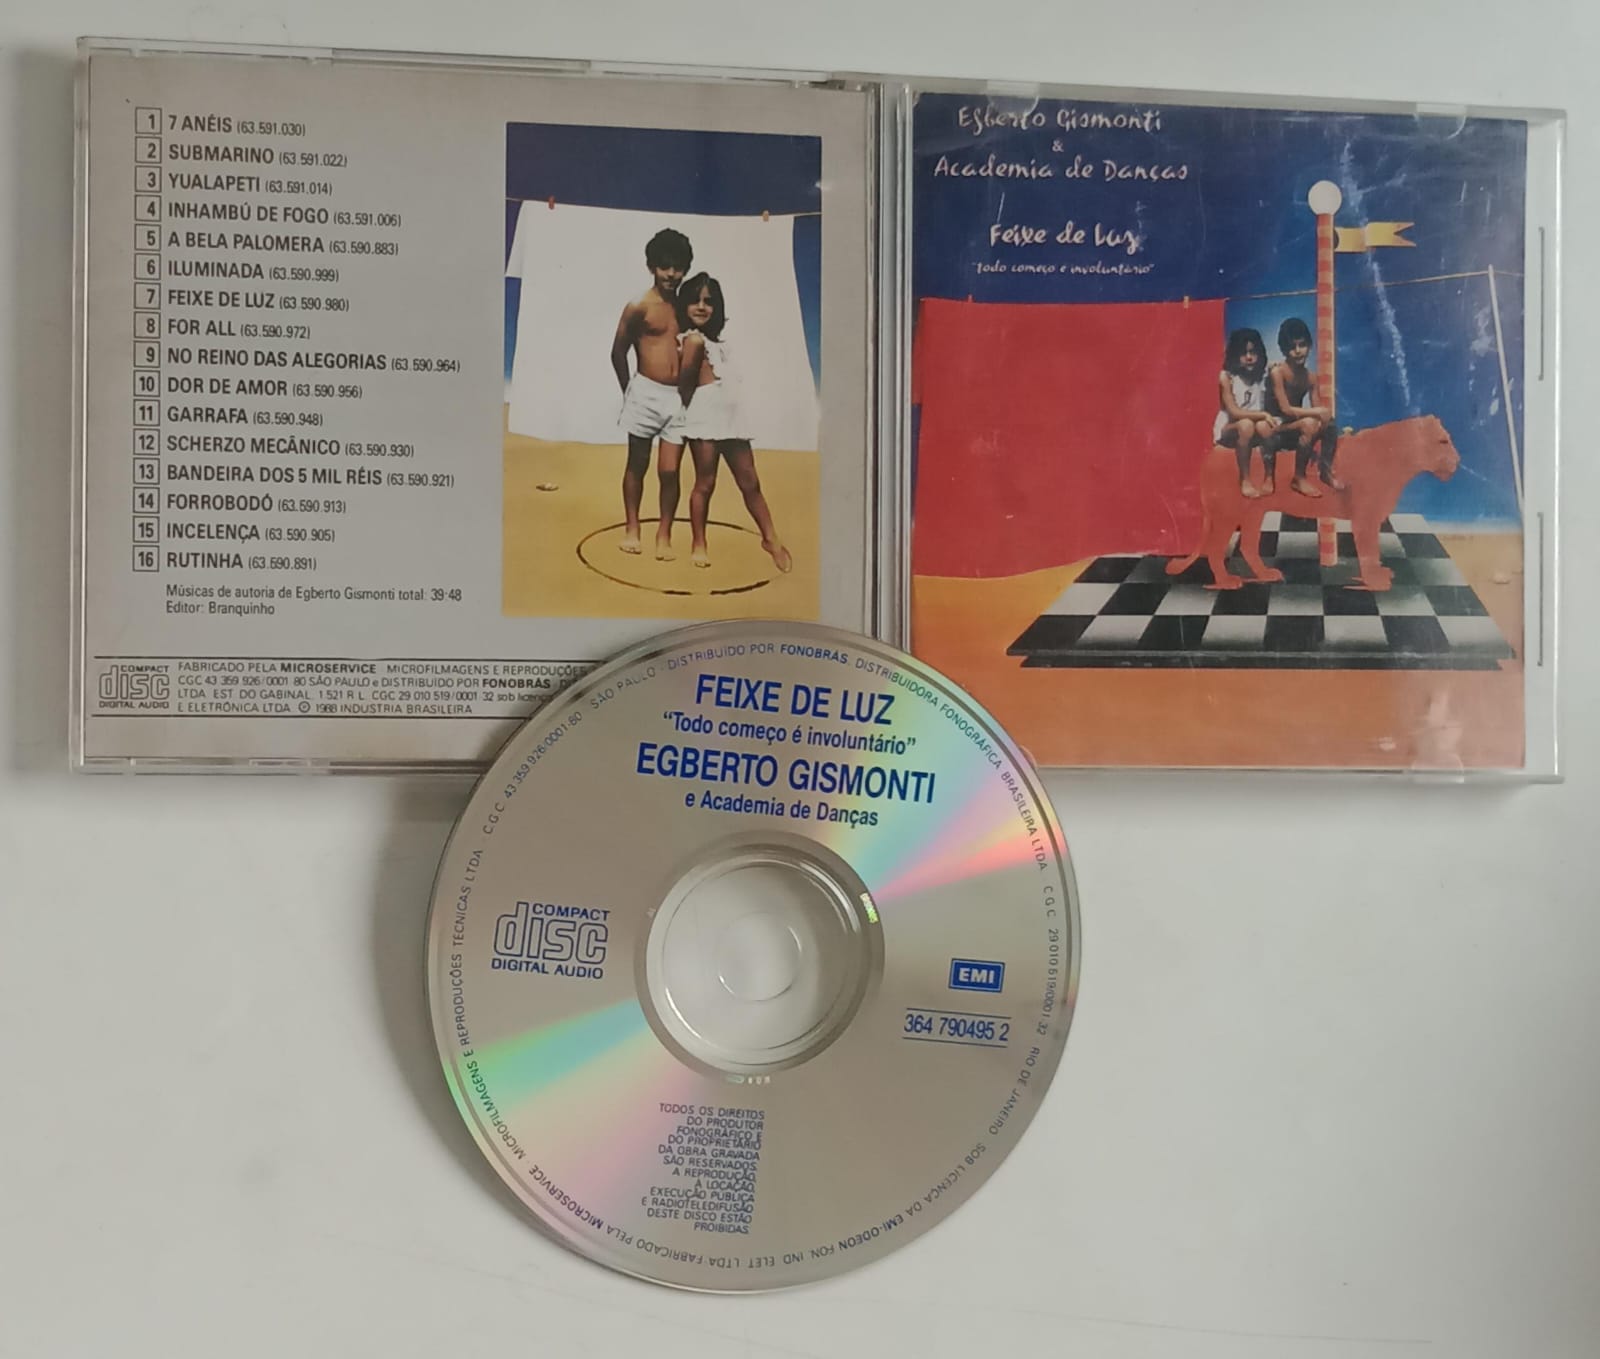 1 7 ANÉIS (63.591.030)
2 SUBMARINO (63.591.022)
3 YUALAPETI (63.591.014)
4 INHAMBÚ DE FOGO (63.591.006)
5 A BELA PALOMERA (63.590.883)
6 ILUMINADA (63.590.999)
7 FEIXE DE LUZ (63.590.980)
8 FOR ALL (63.590.972)
9 NO REINO DAS ALEGORIAS (63.590.964)
10 DOR DE AMOR (63.590.956)
11 GARRAFA (63.590.948)
12 SCHERZO MECÂNICO (63.590.930)
13 BANDEIRA DOS 5 MIL RÉIS (63.590.921)
14 FORROBODÓ (63.590.913)
15 INCELENÇA (63.590.905)
16 RUTINHA (63.590.891)
Músicas de autoria de Egberto Gismonti total: 39:48
Editor: Branquinho
COMPACT
disc
DIGITAL AUDIO
FABRICADO PELA MICROSERVICE MICROFILMAGENS E REPRODUÇÕES
CGC 43 359 926/0001 80 SÃO PAULO e DISTRIBUIDO POR FONOBRÁS
LTDA EST. DO GABINAL, 1.521 R.L. CGC 29 010 519/0001 32 sob licença
E ELETRÔNICA LTDA ℗ 1988 INDUSTRIA BRASILEIRA
Egberto Gismonti
&
Academia de Danças
Feixe de Luz
"todo começo é involuntário"
FEIXE DE LUZ
"Todo começo é involuntário"
EGBERTO GISMONTI
e Academia de Danças
COMPACT
disc
DIGITAL AUDIO
EMI
364 790495 2
TODOS OS DIREITOS
DO PRODUTOR
FONOGRÁFICO E
DO PROPRIETÁRIO
DA OBRA GRAVADA
SÃO RESERVADOS.
A REPRODUÇÃO,
A LOCAÇÃO,
EXECUÇÃO PÚBLICA
E RADIOTELEDIFUSÃO
DESTE DISCO ESTÃO
PROIBIDAS.
FABRICADO PELA MICROSERVICE - MICROFILMAGENS E REPRODUÇÕES TÉCNICAS LTDA - C.G.C. 43.359.926/0001-80 SÃO PAULO - DISTRIBUIDO POR FONOBRÁS, DISTRIBUIDORA FONOGRÁFICA BRASILEIRA LTDA C.G.C. 29 010 519/0001-32 RIO DE JANEIRO SOB LICENÇA DA EMI-ODEON FON. IND. ELET. LTDA